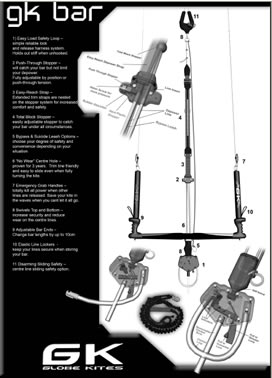 gk bar
1) Easy Load Safety Loop –
simple reliable lock
and release harness system.
Holds out stiff when unhooked.
2 Push-Through Stopper –
will catch your bar but not limit
your depower.
Fully adjustable by position or
push-through tension.
3 Easy-Reach Strap –
Extended trim straps are nested
on the stopper system for increased
comfort and safety.
4 Total Block Stopper –
easily adjustable stopper to catch
your bar under all circumstances.
5 Bypass & Suicide Leash Options –
choose your degree of safety and
convenience depending on your
situation.
6 "No Wear" Centre Hole –
proven for 3 years. Trim line friendly
and easy to slide even when fully
turning the kite.
7 Emergency Grab Handles –
totally kill all power when other
lines are released. Save your kite in
the waves when you cant let it all go.
8 Swivels Top and Bottom –
increase security and reduce
wear on the centre lines.
9 Adjustable Bar Ends –
Change bar lengths by up to 10cm
10 Elastic Line Lockers –
keep your lines secure when storing
your bar.
11 Disarming Sliding Safety –
centre line sliding safety option.
11
8
3
4
2
7
7
9
10
6
5
8
1
GK
GLOBE KITES